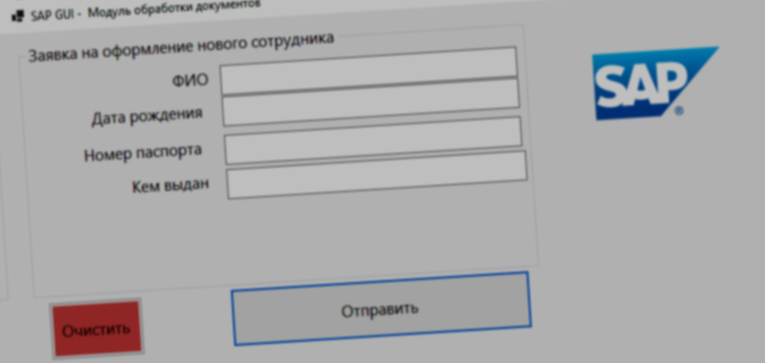 SAP GUI - Модуль обработки документов
Заявка на оформление нового сотрудника
ФИО
SAP
®
Дата рождения
Номер паспорта
Кем выдан
Очистить
Отправить